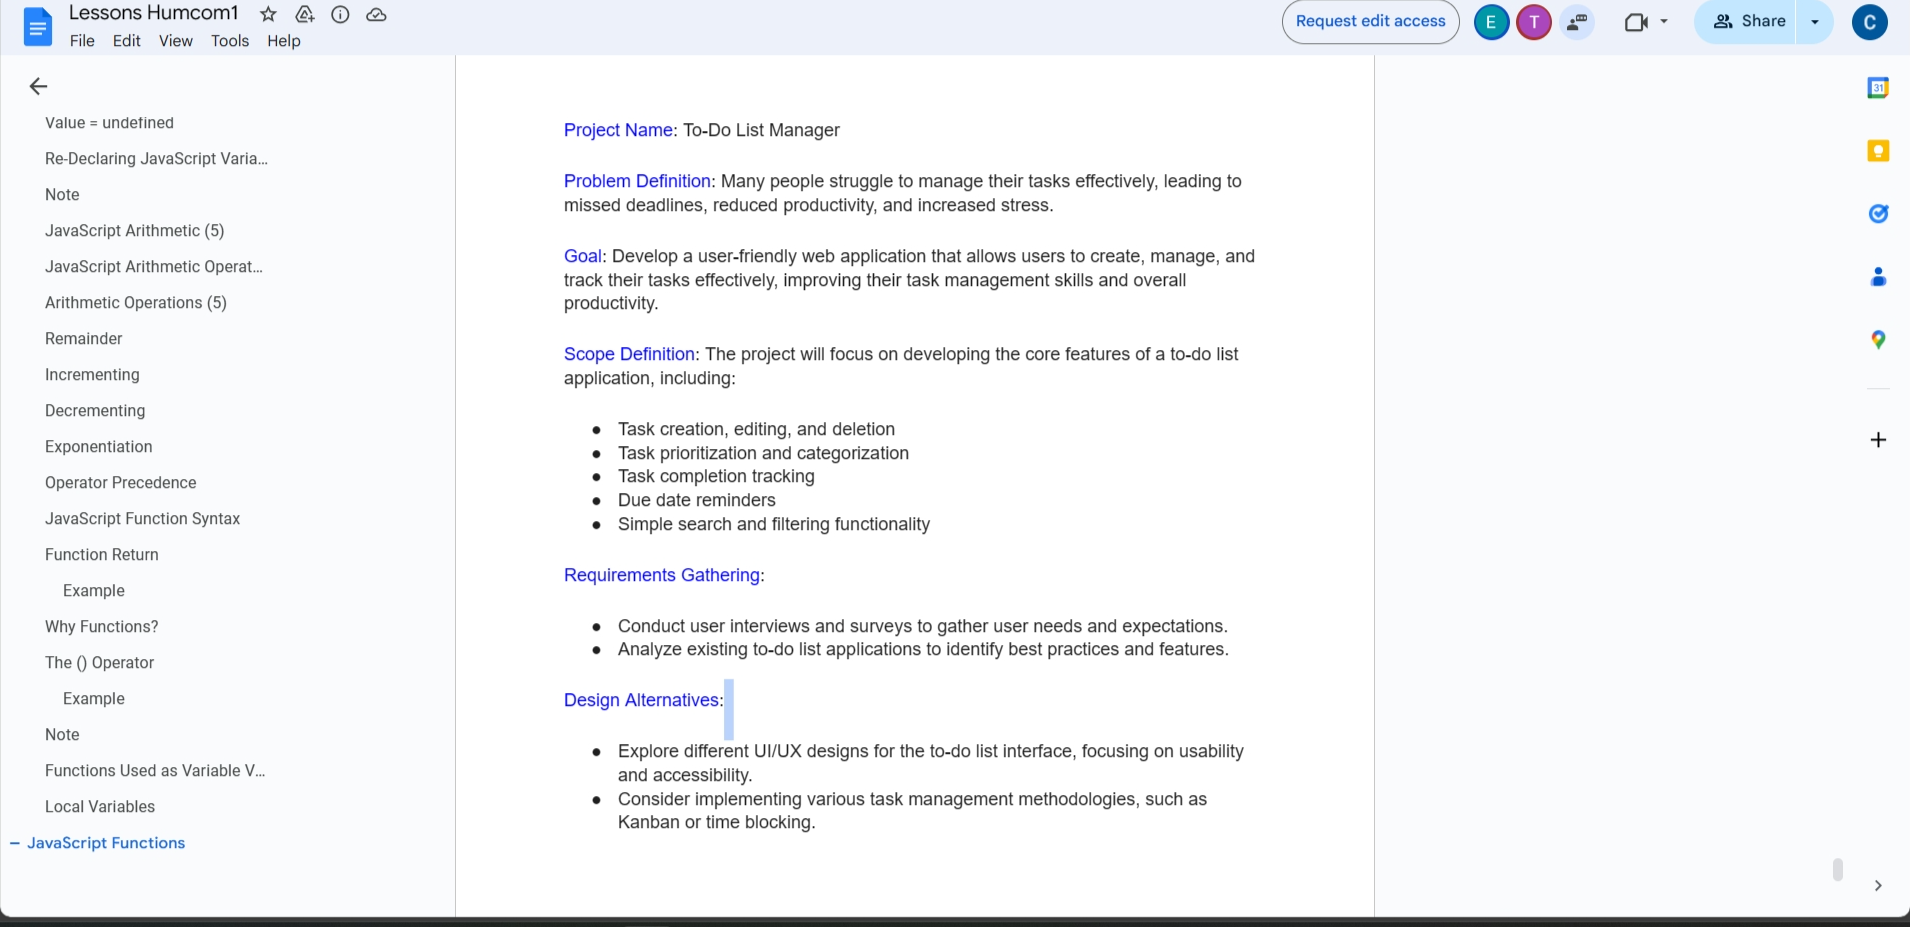 Lessons Humcom1
File Edit View Tools Help
Request edit access
E
T
Share
C
Value = undefined
Re-Declaring JavaScript Varia...
Note
JavaScript Arithmetic (5)
JavaScript Arithmetic Operat...
Arithmetic Operations (5)
Remainder
Incrementing
Decrementing
Exponentiation
Operator Precedence
JavaScript Function Syntax
Function Return
Example
Why Functions?
The () Operator
Example
Note
Functions Used as Variable V...
Local Variables
– JavaScript Functions
Project Name: To-Do List Manager
Problem Definition: Many people struggle to manage their tasks effectively, leading to
missed deadlines, reduced productivity, and increased stress.
Goal: Develop a user-friendly web application that allows users to create, manage, and
track their tasks effectively, improving their task management skills and overall
productivity.
Scope Definition: The project will focus on developing the core features of a to-do list
application, including:
● Task creation, editing, and deletion
● Task prioritization and categorization
● Task completion tracking
● Due date reminders
● Simple search and filtering functionality
Requirements Gathering:
● Conduct user interviews and surveys to gather user needs and expectations.
● Analyze existing to-do list applications to identify best practices and features.
Design Alternatives:
● Explore different UI/UX designs for the to-do list interface, focusing on usability
and accessibility.
● Consider implementing various task management methodologies, such as
Kanban or time blocking.
31